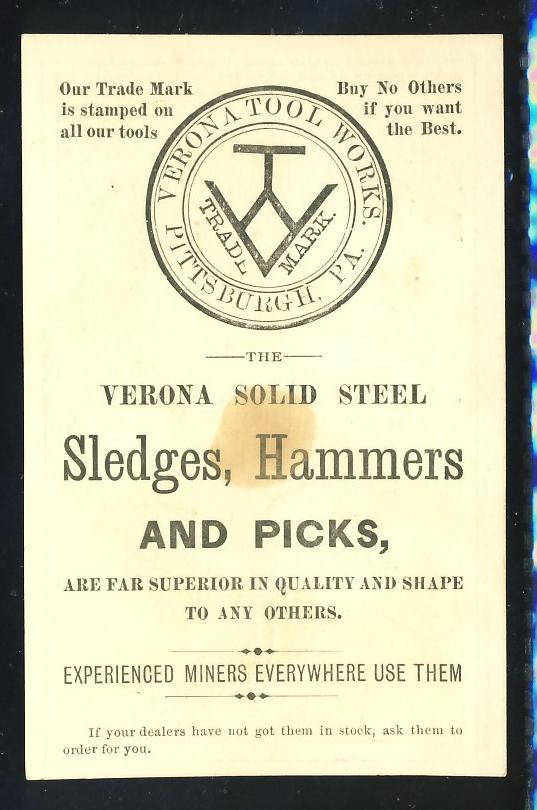 Our Trade Mark
is stamped on
all our tools
Buy No Others
if you want
the Best.
VERONA TOOL WORKS.
PITTSBURGH, PA.
TRADE MARK.
THE
VERONA SOLID STEEL
Sledges, Hammers
AND PICKS,
ARE FAR SUPERIOR IN QUALITY AND SHAPE
TO ANY OTHERS.
EXPERIENCED MINERS EVERYWHERE USE THEM
If your dealers have not got them in stock, ask them to
order for you.